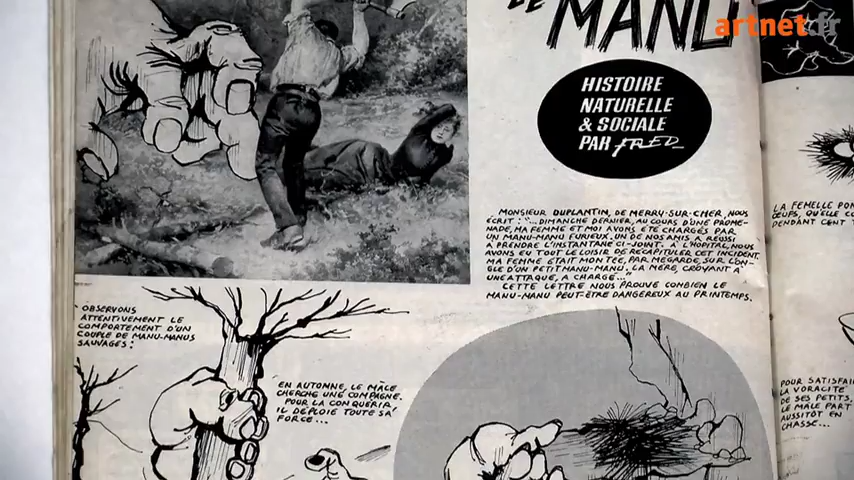 artnet.fr
LE
MANU
HISTOIRE
NATURELLE
& SOCIALE
PAR FRED
MONSIEUR DUPLANTIN, DE MERRY-SUR-CHER, NOUS
ÉCRIT : "... DIMANCHE DERNIER, AU COURS D'UNE PROME-
NADE, MA FEMME ET MOI AVONS ÉTÉ CHARGÉS PAR
UN MANU-MANU FURIEUX. UN DE NOS AMIS A RÉUSSI
À PRENDRE L'INSTANTANÉ CI-JOINT. À L'HÔPITAL, NOUS
AVONS EU TOUT LE LOISIR DE RÉCAPITULER CET INCIDENT.
MA FEMME ÉTAIT MONTÉE, PAR MÉGARDE, SUR L'ON-
GLE D'UN PETIT MANU-MANU. LA MÈRE, CROYANT À
UNE ATTAQUE, A CHARGÉ..."
CETTE LETTRE NOUS PROUVE COMBIEN LE
MANU-MANU PEUT-ÊTRE DANGEREUX AU PRINTEMPS.
OBSERVONS
ATTENTIVEMENT LE
COMPORTEMENT D'UN
COUPLE DE MANU-MANUS
SAUVAGES :
EN AUTOMNE, LE MÂLE
CHERCHE UNE COMPAGNE.
POUR LA CONQUÉRIR
IL DÉPLOIE TOUTE SA
FORCE...
LA FEMELLE PON
ŒUFS, QU'ELLE CO
PENDANT CENT
POUR SATISFAI
LA VORACITÉ
DE SES PETITS,
LE MÂLE PART
AUSSITÔT EN
CHASSE...